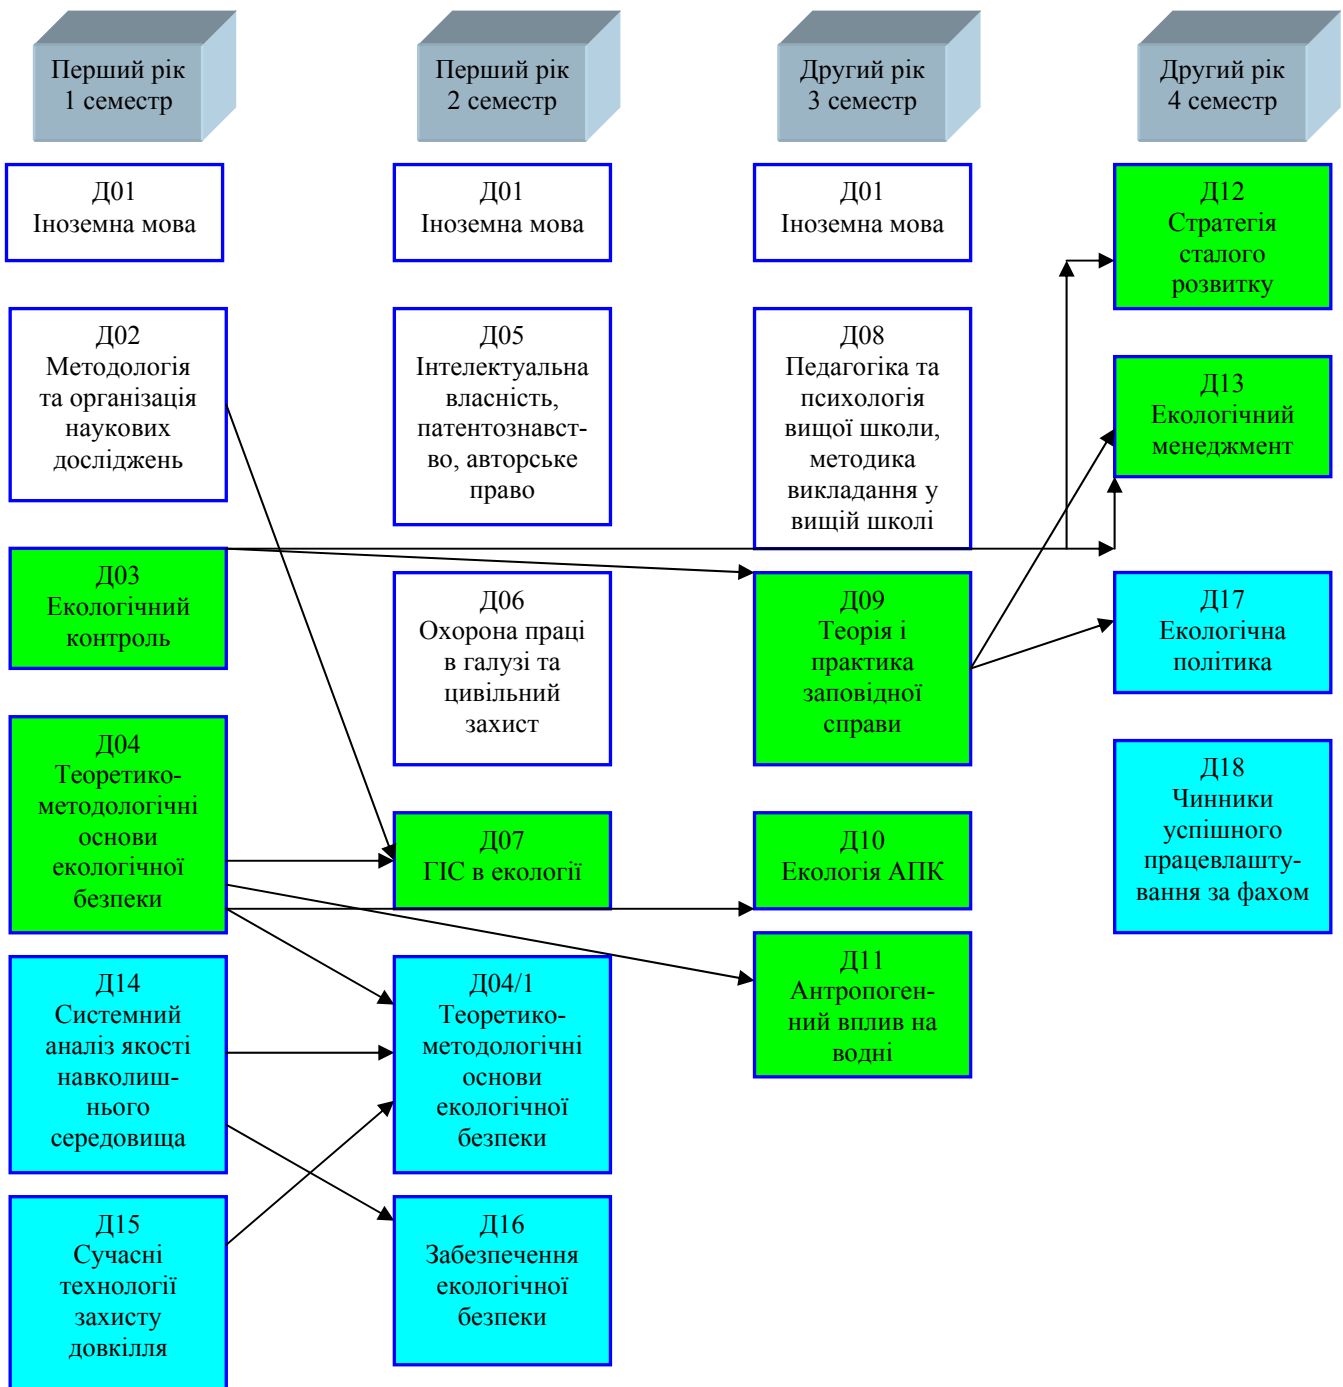 Перший рік
1 семестр
Перший рік
2 семестр
Другий рік
3 семестр
Другий рік
4 семестр
Д01
Іноземна мова
Д02
Методологія
та організація
наукових
досліджень
Д03
Екологічний
контроль
Д04
Теоретико-
методологічні
основи
екологічної
безпеки
Д14
Системний
аналіз якості
навколиш-
нього
середовища
Д15
Сучасні
технології
захисту
довкілля
Д01
Іноземна мова
Д05
Інтелектуальна
власність,
патентознавст-
во, авторське
право
Д06
Охорона праці
в галузі та
цивільний
захист
Д07
ГІС в екології
Д04/1
Теоретико-
методологічні
основи
екологічної
безпеки
Д16
Забезпечення
екологічної
безпеки
Д01
Іноземна мова
Д08
Педагогіка та
психологія
вищої школи,
методика
викладання у
вищій школі
Д09
Теорія і
практика
заповідної
справи
Д10
Екологія АПК
Д11
Антропоген-
ний вплив на
водні
Д12
Стратегія
сталого
розвитку
Д13
Екологічний
менеджмент
Д17
Екологічна
політика
Д18
Чинники
успішного
працевлашту-
вання за фахом